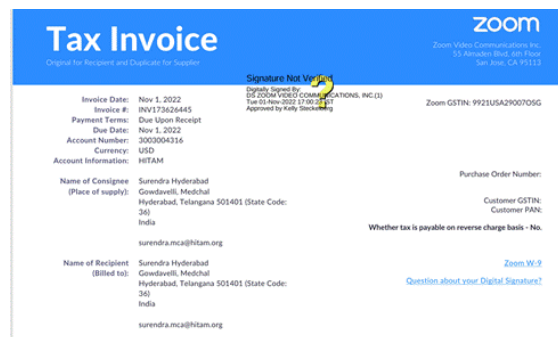 zoom
Tax Invoice
Original for Recipient and Duplicate for Supplier
Zoom Video Communications Inc.
55 Almaden Blvd, 6th Floor
San Jose, CA 95113
Signature Not Verified
Digitally Signed By:
DS ZOOM VIDEO COMMUNICATIONS, INC.(1)
Tue 01-Nov-2022 17:00:23 IST
Approved by Kelly Steckelberg
Zoom GSTIN: 9921USA29007OSG
Invoice Date: Nov 1, 2022
Invoice #: INV173626445
Payment Terms: Due Upon Receipt
Due Date: Nov 1, 2022
Account Number: 3003004316
Currency: USD
Account Information: HITAM
Purchase Order Number:
Customer GSTIN:
Customer PAN:
Whether tax is payable on reverse charge basis - No.
Name of Consignee Surendra Hyderabad
(Place of supply): Gowdavelli, Medchal
Hyderabad, Telangana 501401 (State Code:
36)
India
surendra.mca@hitam.org
Name of Recipient Surendra Hyderabad
(Billed to): Gowdavelli, Medchal
Hyderabad, Telangana 501401 (State Code:
36)
India
surendra.mca@hitam.org
Zoom W-9
Question about your Digital Signature?